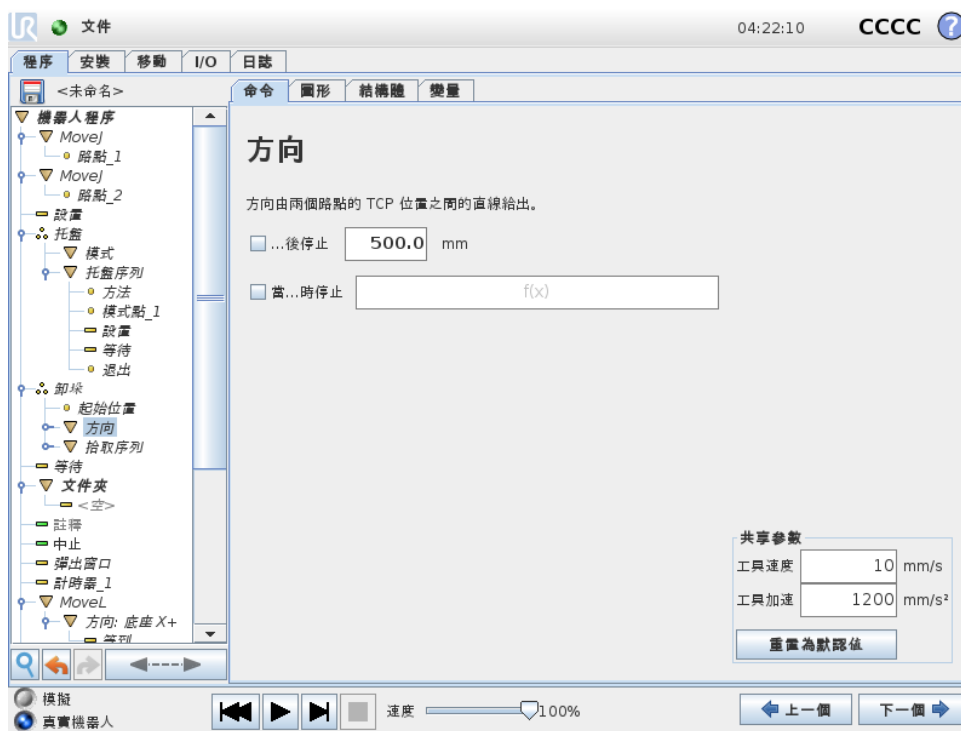 UR 文件 04:22:10 CCCC ?
程序 安裝 移動 I/O 日誌
<未命名> 命令 圖形 結構體 變量
機器人程序
MoveJ
路點_1
MoveJ
路點_2
設置
托盤
模式
托盤序列
方法
模式點_1
設置
等待
退出
卸垛
起始位置
方向
拾取序列
等待
文件夾
<空>
註釋
中止
彈出窗口
計時器_1
MoveL
方向: 底座 X+
等到
方向
方向由兩個路點的 TCP 位置之間的直線給出。
...後停止 500.0 mm
當...時停止 f(x)
共享參數
工具速度 10 mm/s
工具加速 1200 mm/s²
重置為默認值
模擬
真實機器人
速度 100%
上一個 下一個